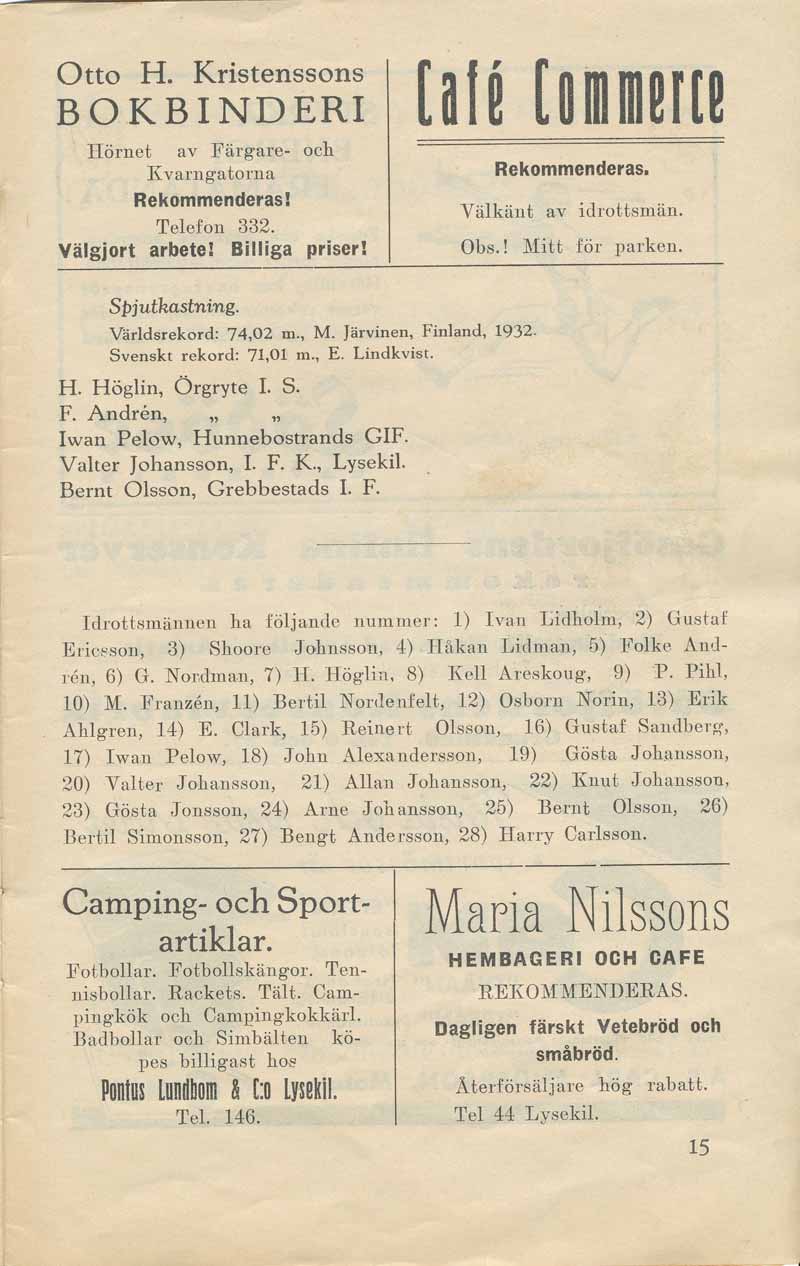 Otto H. Kristenssons
BOKBINDERI
Hörnet av Färgare- och
Kvarngatorna
Rekommenderas!
Telefon 332.
Välgjort arbete! Billiga priser!
Café Commerce
Rekommenderas.
Välkänt av idrottsmän.
Obs.! Mitt för parken.
Spjutkastning.
Världsrekord: 74,02 m., M. Järvinen, Finland, 1932.
Svenskt rekord: 71,01 m., E. Lindkvist.
H. Höglin, Örgryte I. S.
F. Andrén, „ „
Iwan Pelow, Hunnebostrands GIF.
Valter Johansson, I. F. K., Lysekil.
Bernt Olsson, Grebbestads I. F.
Idrottsmännen ha följande nummer: 1) Ivan Lidholm, 2) Gustaf
Ericsson, 3) Shoore Johnsson, 4) Håkan Lidman, 5) Folke And-
rén, 6) G. Nordman, 7) H. Höglin, 8) Kell Areskoug, 9) P. Pihl,
10) M. Franzén, 11) Bertil Nordenfelt, 12) Osborn Norin, 13) Erik
Ahlgren, 14) E. Clark, 15) Reinert Olsson, 16) Gustaf Sandberg,
17) Iwan Pelow, 18) John Alexandersson, 19) Gösta Johansson,
20) Valter Johansson, 21) Allan Johansson, 22) Knut Johansson,
23) Gösta Jonsson, 24) Arne Johansson, 25) Bernt Olsson, 26)
Bertil Simonsson, 27) Bengt Andersson, 28) Harry Carlsson.
Camping- och Sport-
artiklar.
Fotbollar. Fotbollskängor. Ten-
nisbollar. Rackets. Tält. Cam-
pingkök och Campingkokkärl.
Badbollar och Simbälten kö-
pes billigast hos
Pontus Lundbom & C:o Lysekil.
Tel. 146.
Maria Nilssons
HEMBAGERI OCH CAFE
REKOMMENDERAS.
Dagligen färskt Vetebröd och
småbröd.
Återförsäljare hög rabatt.
Tel 44 Lysekil.
15